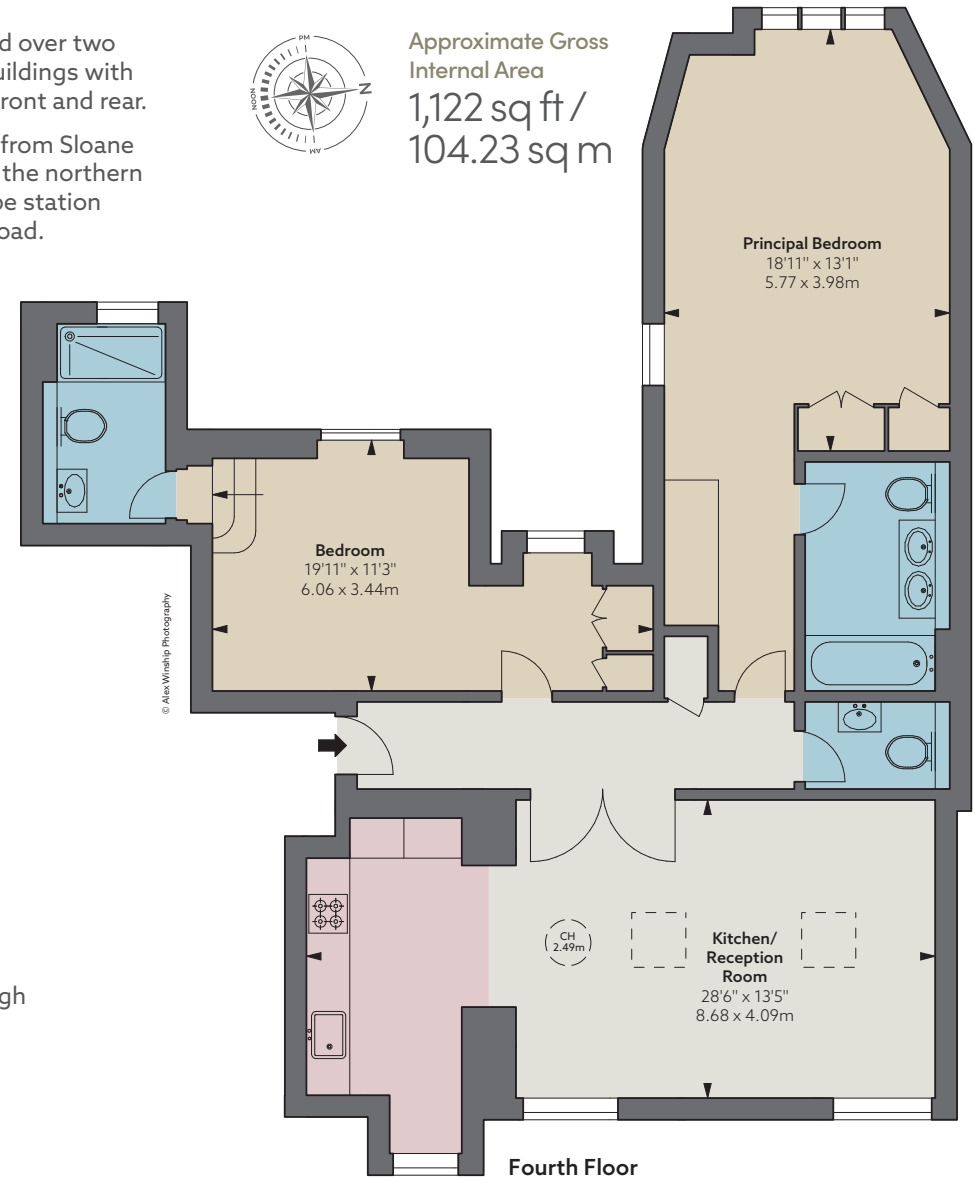 d over two
uildings with
ront and rear.
from Sloane
the northern
be station
oad.
PM
N
NOON
AM
Approximate Gross
Internal Area
1,122 sq ft /
104.23 sq m
Principal Bedroom
18'11" x 13'1"
5.77 x 3.98m
Bedroom
19'11" x 11'3"
6.06 x 3.44m
© Alex Winship Photography
CH
2.49m
Kitchen/
Reception
Room
28'6" x 13'5"
8.68 x 4.09m
gh
Fourth Floor